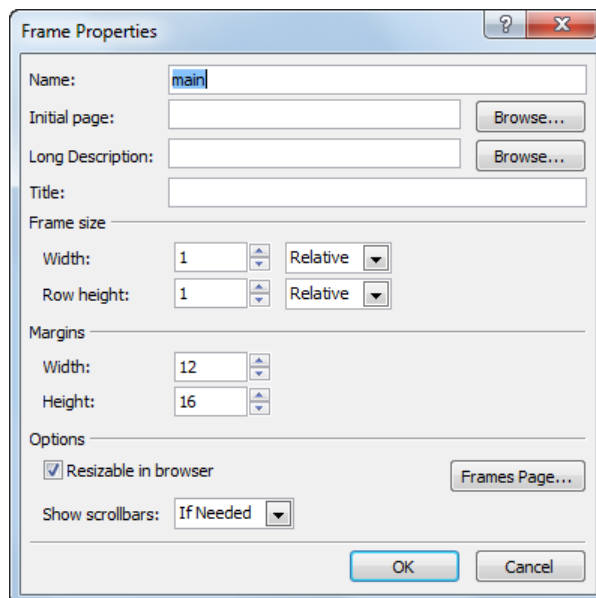 Frame Properties
Name: main
Initial page: Browse...
Long Description: Browse...
Title:
Frame size
Width: 1 Relative
Row height: 1 Relative
Margins
Width: 12
Height: 16
Options
Resizable in browser Frames Page...
Show scrollbars: If Needed
OK Cancel